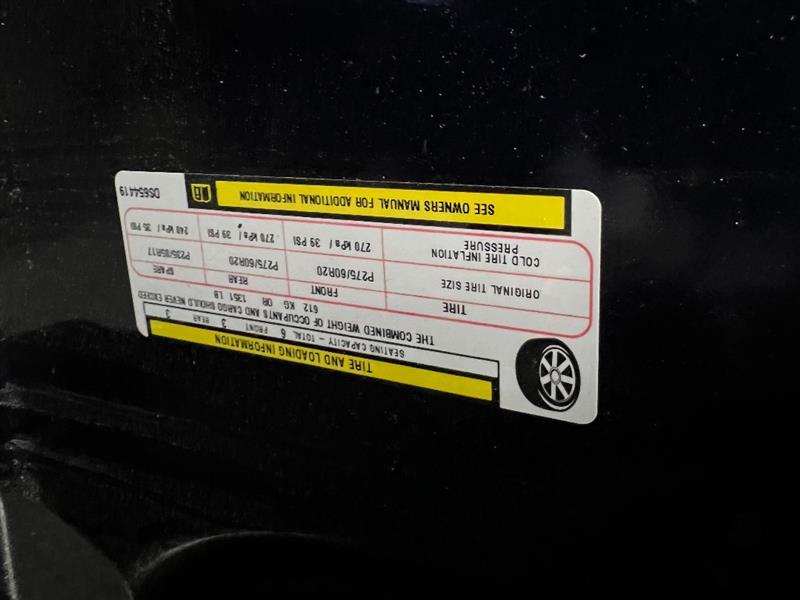 TIRE AND LOADING INFORMATION
SEATING CAPACITY - TOTAL 6 FRONT 3 REAR 3
THE COMBINED WEIGHT OF OCCUPANTS AND CARGO SHOULD NEVER EXCEED
612 KG OR 1351 LB
TIRE FRONT REAR SPARE
ORIGINAL TIRE SIZE P275/60R20 P275/60R20 P235/85R17
COLD TIRE INFLATION PRESSURE 270 kPa / 39 PSI 270 kPa / 39 PSI 240 kPa / 35 PSI
SEE OWNERS MANUAL FOR ADDITIONAL INFORMATION
DS654419